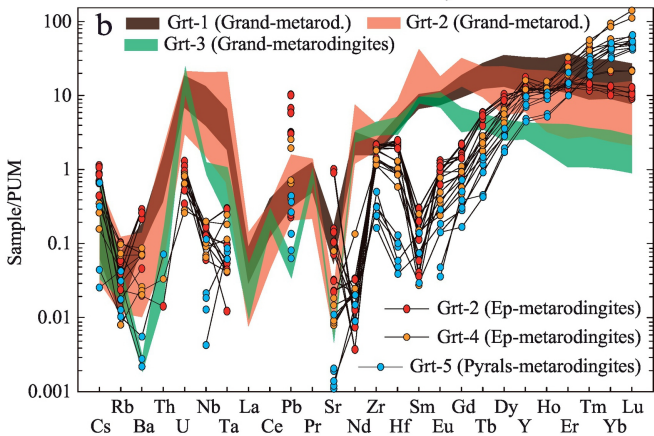 b
Grt-1 (Grand-metarod.) Grt-2 (Grand-metarod.)
Grt-3 (Grand-metarodingites)
Sample/PUM
100
10
1
0.1
0.01
0.001
Grt-2 (Ep-metarodingites)
Grt-4 (Ep-metarodingites)
Grt-5 (Pyrals-metarodingites)
Rb Th Nb La Pb Pr Nd Hf Eu Tb Y Er Yb
Cs Ba U Ta Ce Sr Zr Sm Gd Dy Ho Tm Lu